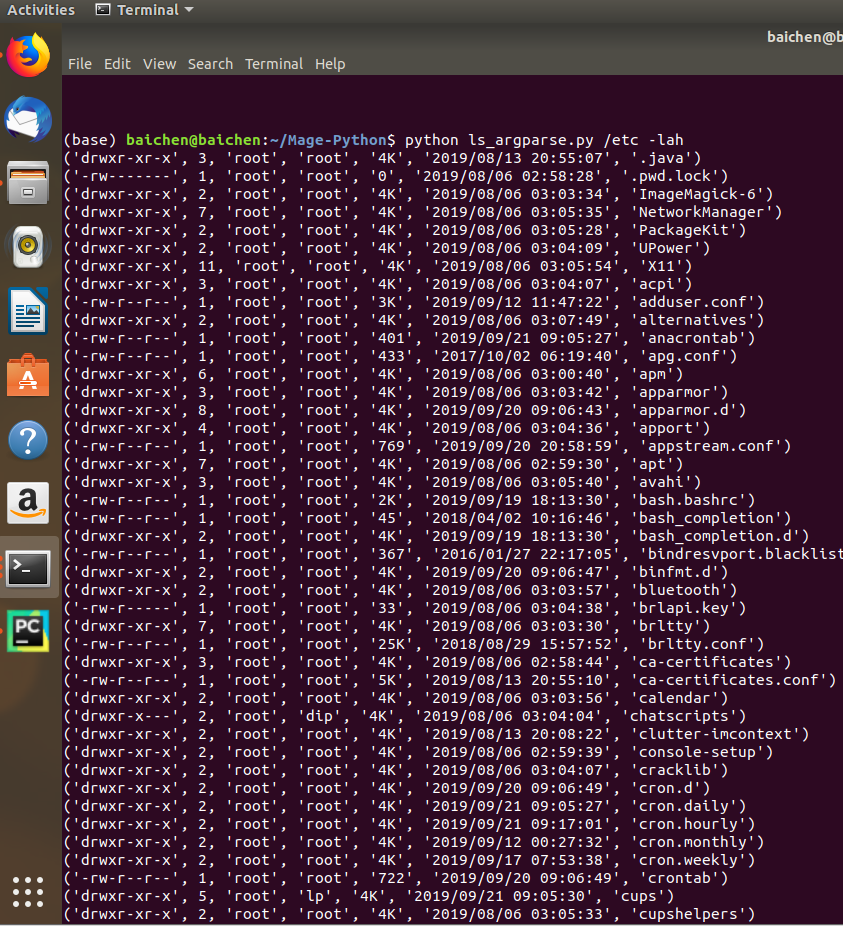 Activities Terminal
baichen@b
File Edit View Search Terminal Help
(base) baichen@baichen:~/Mage-Python$ python ls_argparse.py /etc -lah
('drwxr-xr-x', 3, 'root', 'root', '4K', '2019/08/13 20:55:07', '.java')
('-rw-------', 1, 'root', 'root', '0', '2019/08/06 02:58:28', '.pwd.lock')
('drwxr-xr-x', 2, 'root', 'root', '4K', '2019/08/06 03:03:34', 'ImageMagick-6')
('drwxr-xr-x', 7, 'root', 'root', '4K', '2019/08/06 03:05:35', 'NetworkManager')
('drwxr-xr-x', 2, 'root', 'root', '4K', '2019/08/06 03:05:28', 'PackageKit')
('drwxr-xr-x', 2, 'root', 'root', '4K', '2019/08/06 03:04:09', 'UPower')
('drwxr-xr-x', 11, 'root', 'root', '4K', '2019/08/06 03:05:54', 'X11')
('drwxr-xr-x', 3, 'root', 'root', '4K', '2019/08/06 03:04:07', 'acpi')
('-rw-r--r--', 1, 'root', 'root', '3K', '2019/09/12 11:47:22', 'adduser.conf')
('drwxr-xr-x', 2, 'root', 'root', '4K', '2019/08/06 03:07:49', 'alternatives')
('-rw-r--r--', 1, 'root', 'root', '401', '2019/09/21 09:05:27', 'anacrontab')
('-rw-r--r--', 1, 'root', 'root', '433', '2017/10/02 06:19:40', 'apg.conf')
('drwxr-xr-x', 6, 'root', 'root', '4K', '2019/08/06 03:00:40', 'apm')
('drwxr-xr-x', 3, 'root', 'root', '4K', '2019/08/06 03:03:42', 'apparmor')
('drwxr-xr-x', 8, 'root', 'root', '4K', '2019/09/20 09:06:43', 'apparmor.d')
('drwxr-xr-x', 4, 'root', 'root', '4K', '2019/08/06 03:04:36', 'apport')
('-rw-r--r--', 1, 'root', 'root', '769', '2019/09/20 20:58:59', 'appstream.conf')
('drwxr-xr-x', 7, 'root', 'root', '4K', '2019/08/06 02:59:30', 'apt')
('drwxr-xr-x', 3, 'root', 'root', '4K', '2019/08/06 03:05:40', 'avahi')
('-rw-r--r--', 1, 'root', 'root', '2K', '2019/09/19 18:13:30', 'bash.bashrc')
('-rw-r--r--', 1, 'root', 'root', '45', '2018/04/02 10:16:46', 'bash_completion')
('drwxr-xr-x', 2, 'root', 'root', '4K', '2019/09/19 18:13:30', 'bash_completion.d')
('-rw-r--r--', 1, 'root', 'root', '367', '2016/01/27 22:17:05', 'bindresvport.blacklist
('drwxr-xr-x', 2, 'root', 'root', '4K', '2019/09/20 09:06:47', 'binfmt.d')
('drwxr-xr-x', 2, 'root', 'root', '4K', '2019/08/06 03:03:57', 'bluetooth')
('-rw-r-----', 1, 'root', 'root', '33', '2019/08/06 03:04:38', 'brlapi.key')
('drwxr-xr-x', 7, 'root', 'root', '4K', '2019/08/06 03:03:30', 'brltty')
('-rw-r--r--', 1, 'root', 'root', '25K', '2018/08/29 15:57:52', 'brltty.conf')
('drwxr-xr-x', 3, 'root', 'root', '4K', '2019/08/06 02:58:44', 'ca-certificates')
('-rw-r--r--', 1, 'root', 'root', '5K', '2019/08/13 20:55:10', 'ca-certificates.conf')
('drwxr-xr-x', 2, 'root', 'root', '4K', '2019/08/06 03:03:56', 'calendar')
('drwxr-x---', 2, 'root', 'dip', '4K', '2019/08/06 03:04:04', 'chatscripts')
('drwxr-xr-x', 2, 'root', 'root', '4K', '2019/08/13 20:08:22', 'clutter-imcontext')
('drwxr-xr-x', 2, 'root', 'root', '4K', '2019/08/06 02:59:39', 'console-setup')
('drwxr-xr-x', 2, 'root', 'root', '4K', '2019/08/06 03:04:07', 'cracklib')
('drwxr-xr-x', 2, 'root', 'root', '4K', '2019/09/20 09:06:49', 'cron.d')
('drwxr-xr-x', 2, 'root', 'root', '4K', '2019/09/21 09:05:27', 'cron.daily')
('drwxr-xr-x', 2, 'root', 'root', '4K', '2019/09/21 09:17:01', 'cron.hourly')
('drwxr-xr-x', 2, 'root', 'root', '4K', '2019/09/12 00:27:32', 'cron.monthly')
('drwxr-xr-x', 2, 'root', 'root', '4K', '2019/09/17 07:53:38', 'cron.weekly')
('-rw-r--r--', 1, 'root', 'root', '722', '2019/09/20 09:06:49', 'crontab')
('drwxr-xr-x', 5, 'root', 'lp', '4K', '2019/09/21 09:05:30', 'cups')
('drwxr-xr-x', 2, 'root', 'root', '4K', '2019/08/06 03:05:33', 'cupshelpers')